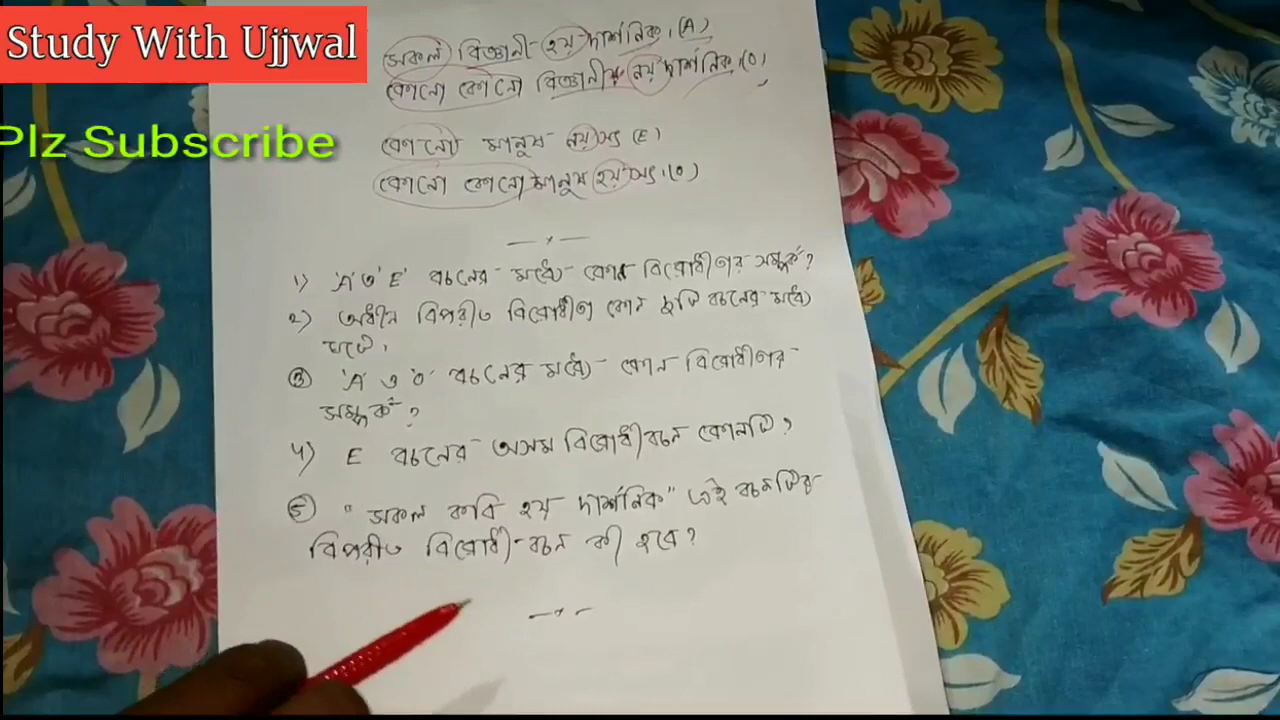 Study With Ujjwal
Plz Subscribe
সকল বিজ্ঞানী হয় দার্শনিক। (A)
কোনো কোনো বিজ্ঞানী নয় দার্শনিক। (O)
কোনো মানুষ নয় সৎ (E)
কোনো কোনো মানুষ হয় সৎ। (O)
১) 'A' ও 'E' বচনের মধ্যে কোন বিরোধীতার সম্পর্ক?
২) অধীন বিপরীত বিরোধীতা কোন দুটি বচনের মধ্যে
ঘটে।
৩) 'A' ও 'O' বচনের মধ্যে কোন বিরোধীতার
সম্পর্ক?
৪) E বচনের অসম বিরোধী বচন কোনটি?
৫) "সকল কবি হয় দার্শনিক" এই বচনটির
বিপরীত বিরোধী বচন কী হবে?